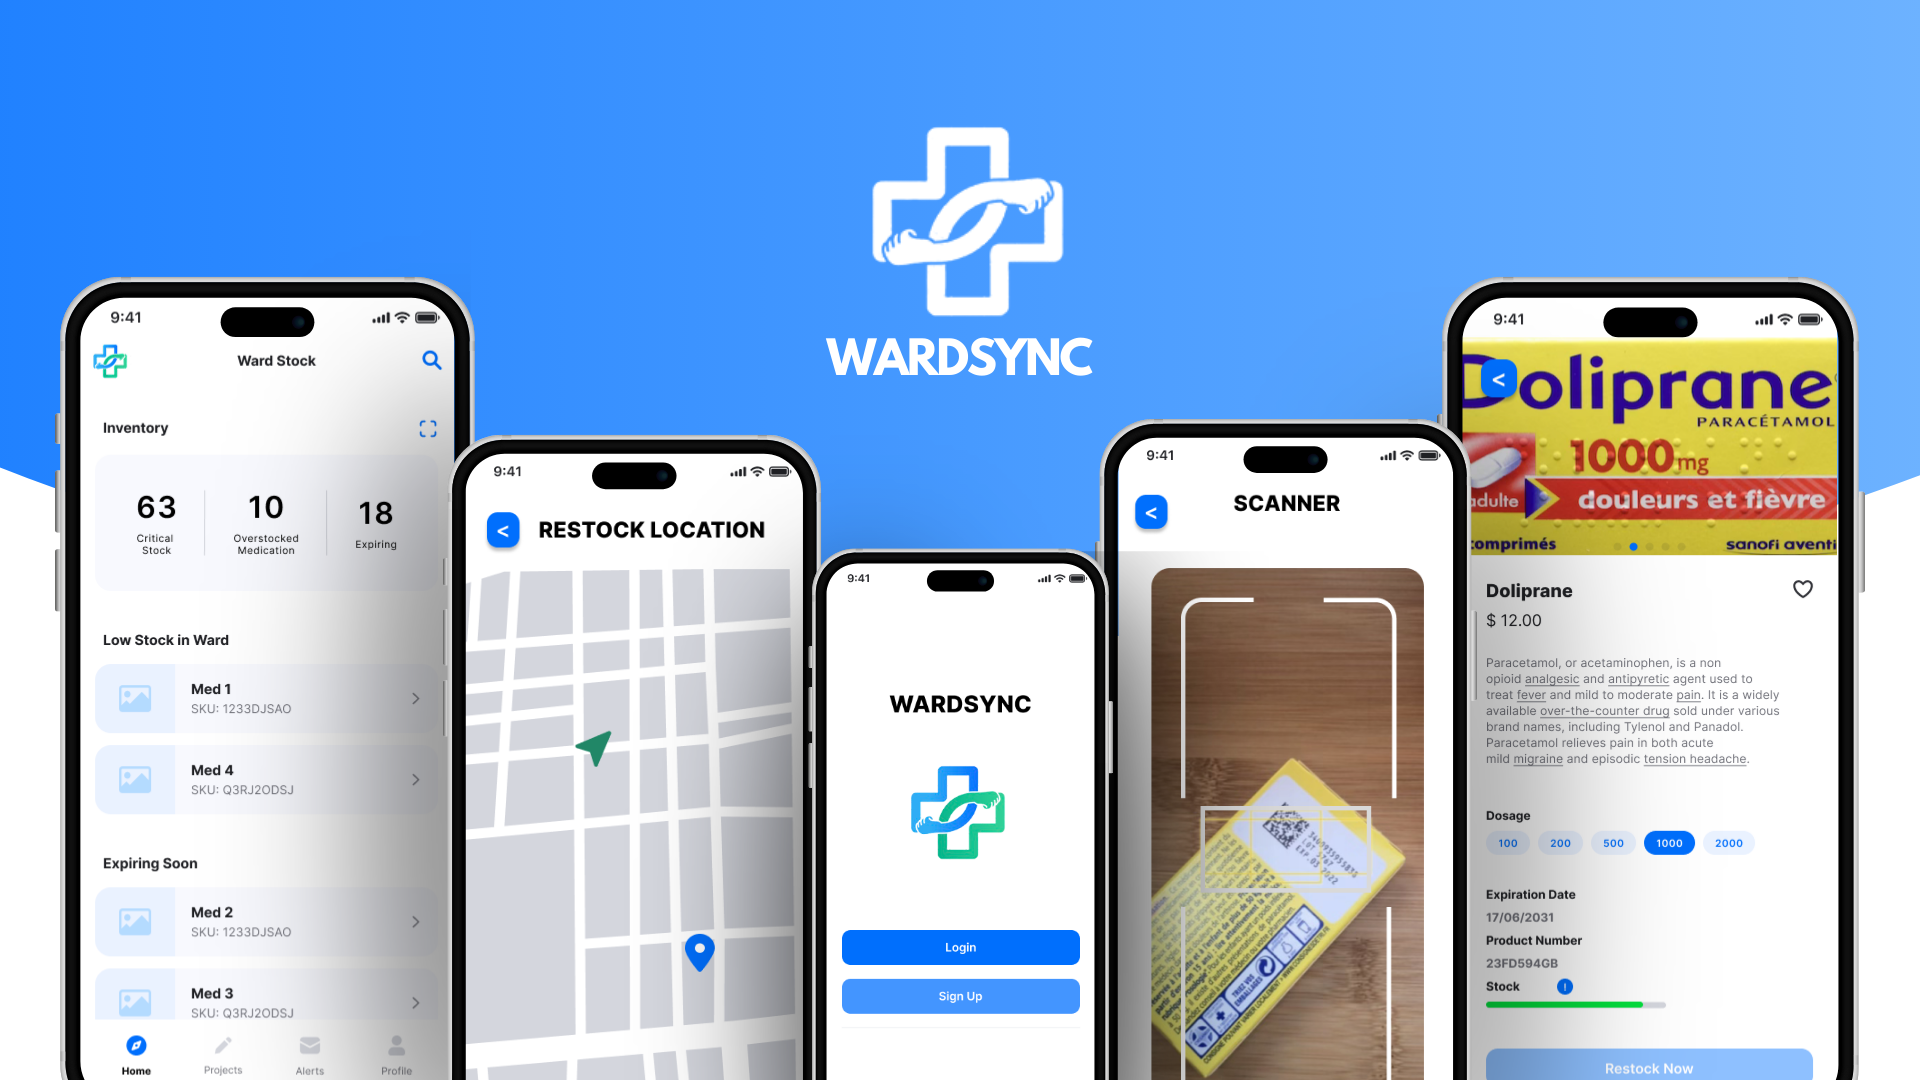 WARDSYNC
9:41
Ward Stock
Inventory
63
Critical
Stock
10
Overstocked
Medication
18
Expiring
Low Stock in Ward
Med 1
SKU: 1233DJSAO
Med 4
SKU: Q3RJ2ODSJ
Expiring Soon
Med 2
SKU: 1233DJSAO
Med 3
SKU: Q3RJ2ODSJ
Home
Projects
Alerts
Profile
9:41
<
RESTOCK LOCATION
9:41
WARDSYNC
Login
Sign Up
9:41
<
SCANNER
LOT
EXP
9:41
<
Doliprane
PARACÉTAMOL
1000 mg
adulte
douleurs et fièvre
comprimés
sanofi aventi
Doliprane
$ 12.00
Paracetamol, or acetaminophen, is a non
opioid analgesic and antipyretic agent used to
treat fever and mild to moderate pain. It is a widely
available over-the-counter drug sold under various
brand names, including Tylenol and Panadol.
Paracetamol relieves pain in both acute
mild migraine and episodic tension headache.
Dosage
100
200
500
1000
2000
Expiration Date
17/06/2031
Product Number
23FD594GB
Stock
!
Restock Now